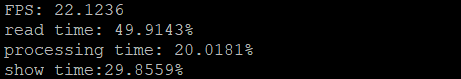 FPS: 22.1236
read time: 49.9143%
processing time: 20.0181%
show time:29.8559%